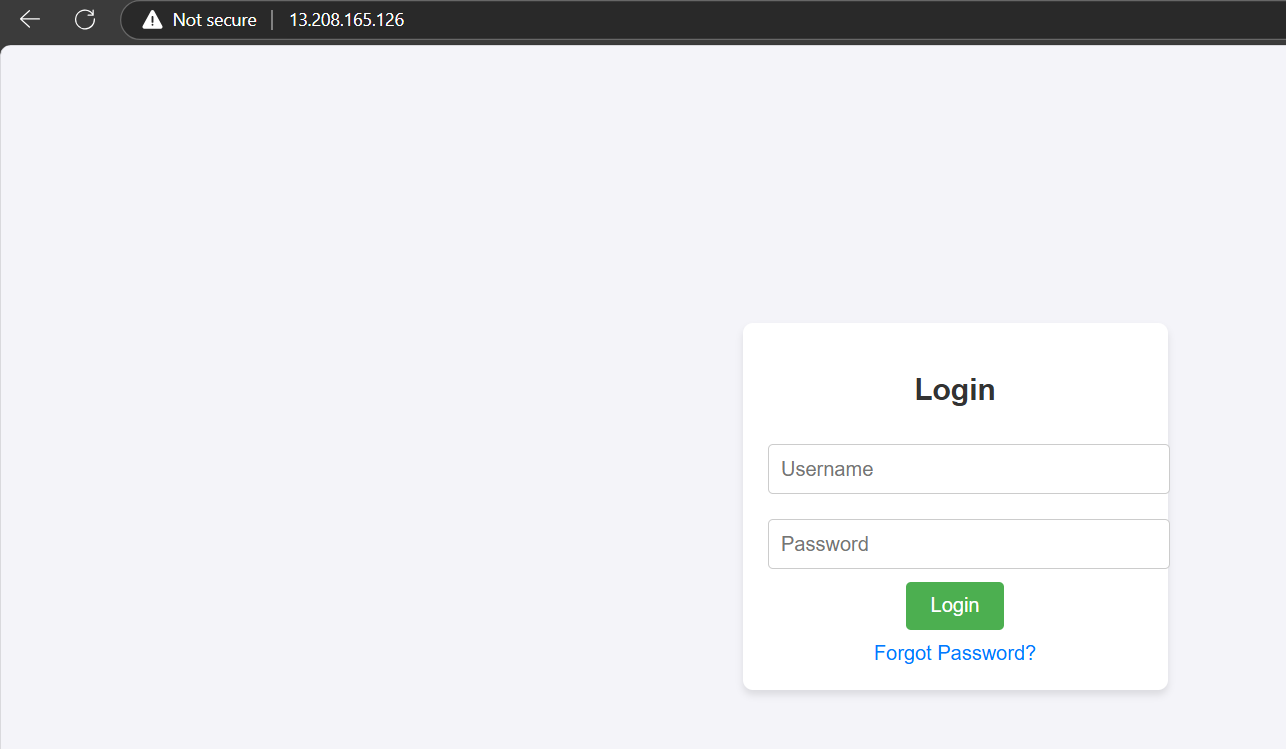 Not secure 13.208.165.126
Login
Username
Password
Login
Forgot Password?